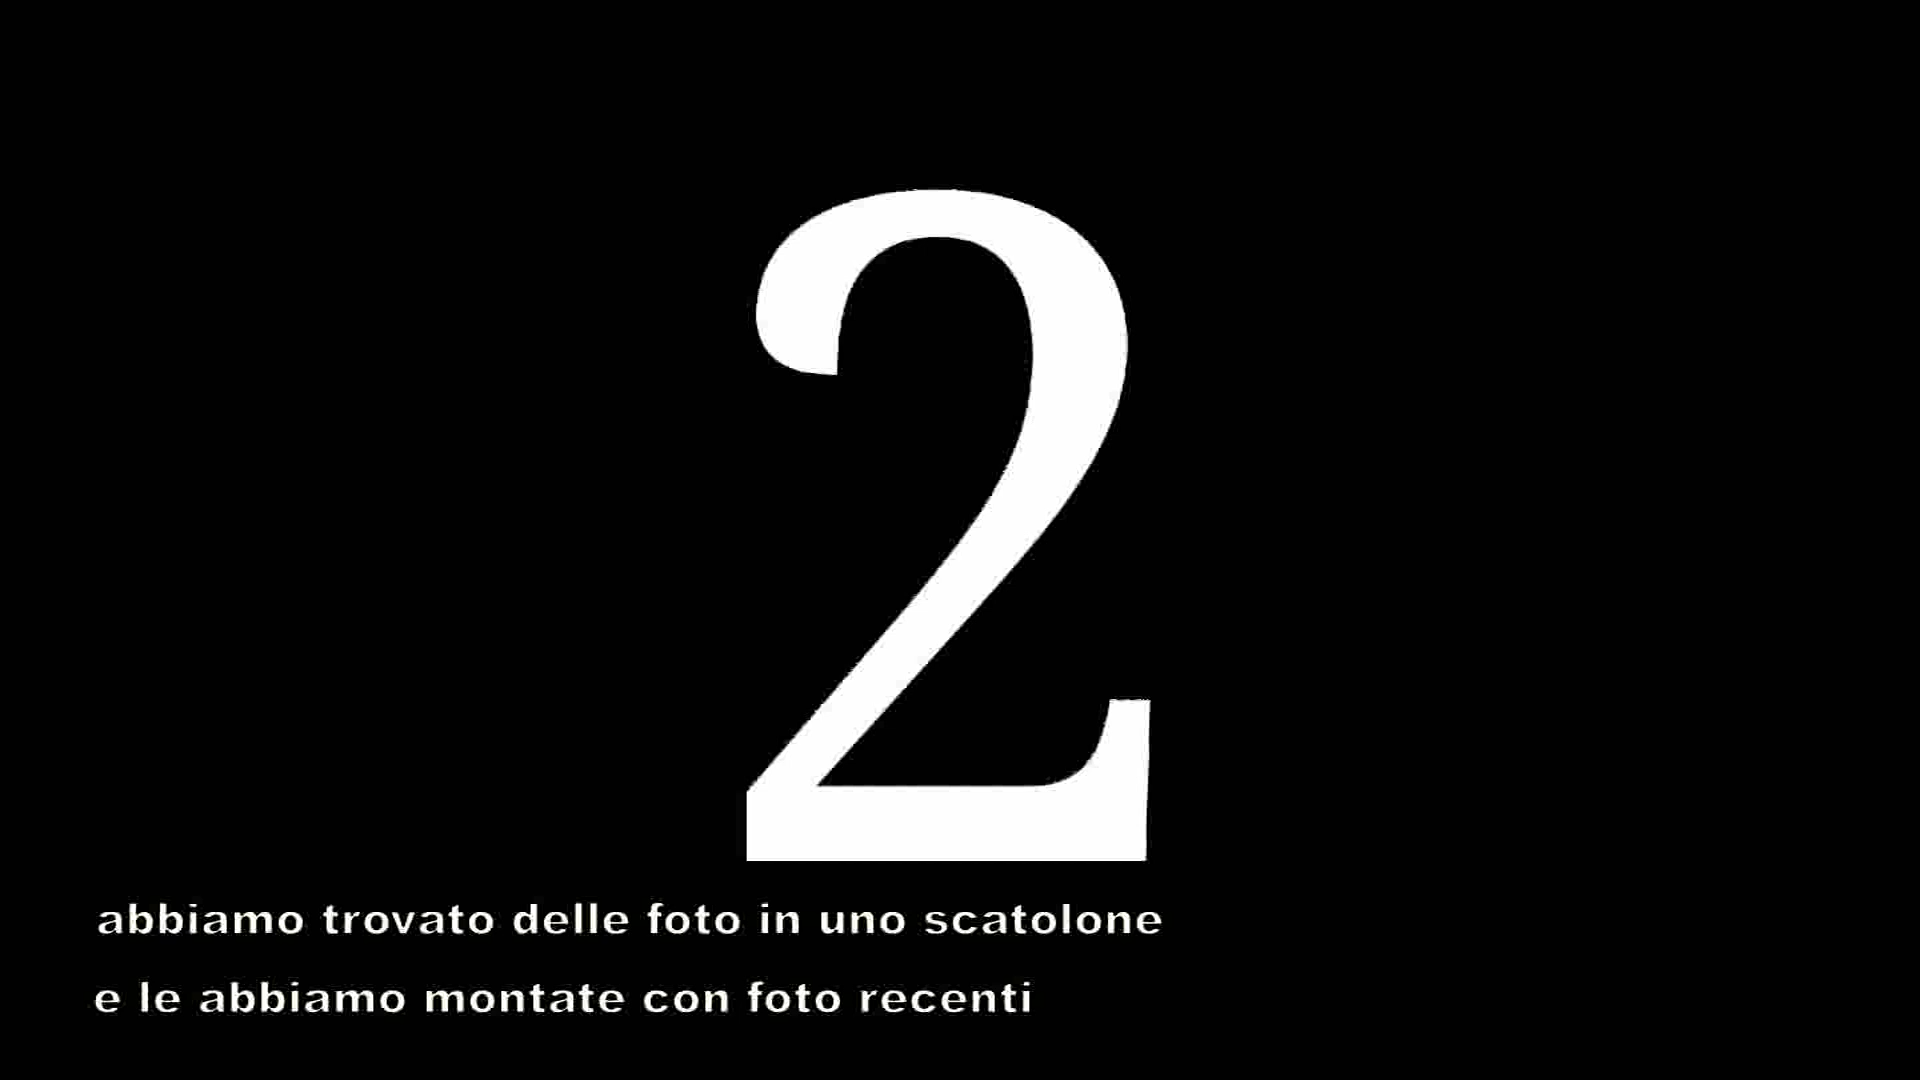 2
abbiamo trovato delle foto in uno scatolone
e le abbiamo montate con foto recenti